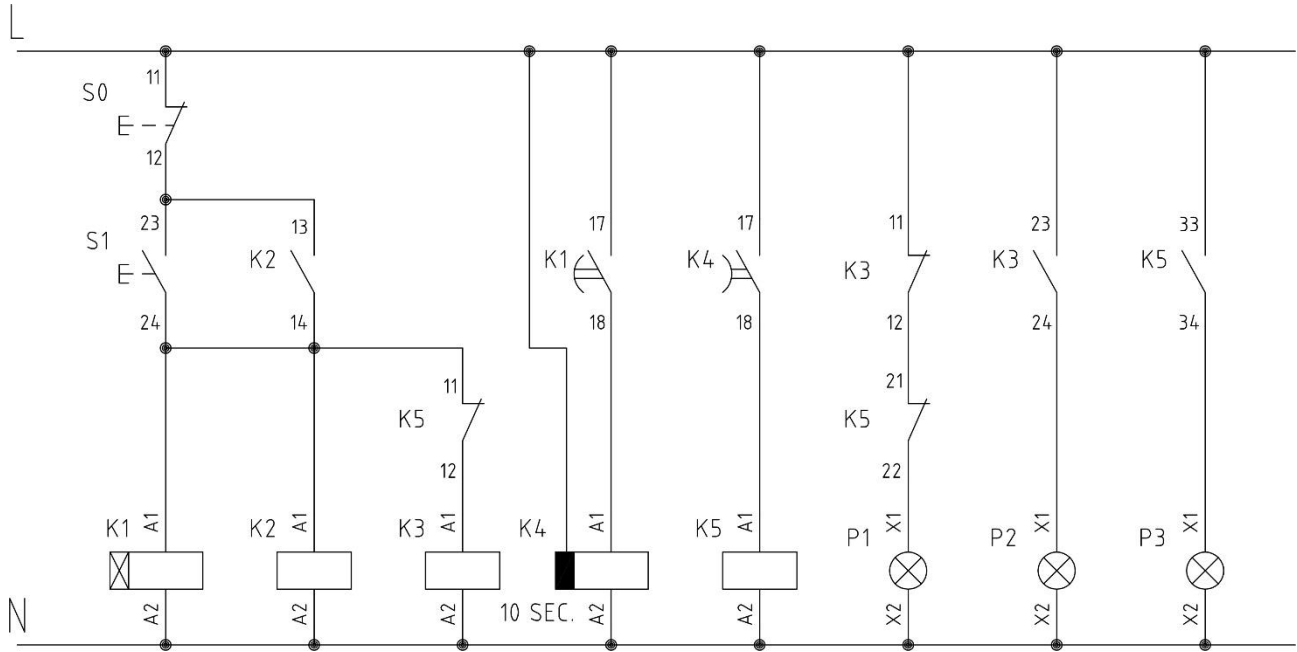 L
11
S0
12
23 13 17 17 11 23 33
S1 K2 K1 K4 K3 K3 K5
24 14 18 18 12 24 34
11 21
K5 K5
12 22
A1 A1 A1 A1 A1 X1 X1 X1
K1 K2 K3 K4 K5 P1 P2 P3
N A2 A2 A2 10 SEC. A2 A2 X2 X2 X2